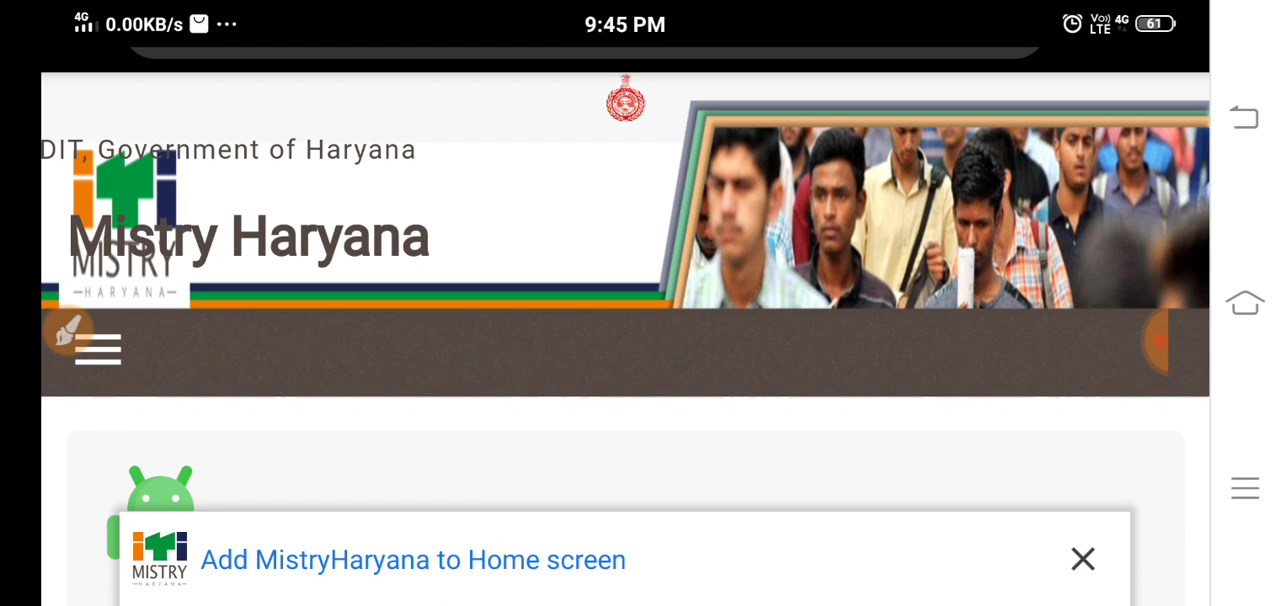 4G 0.00KB/s ... 9:45 PM Vo) LTE 4G 61
DIT, Government of Haryana
Mistry Haryana
MISTRY
HARYANA
Add MistryHaryana to Home screen
MISTRY
HARYANA